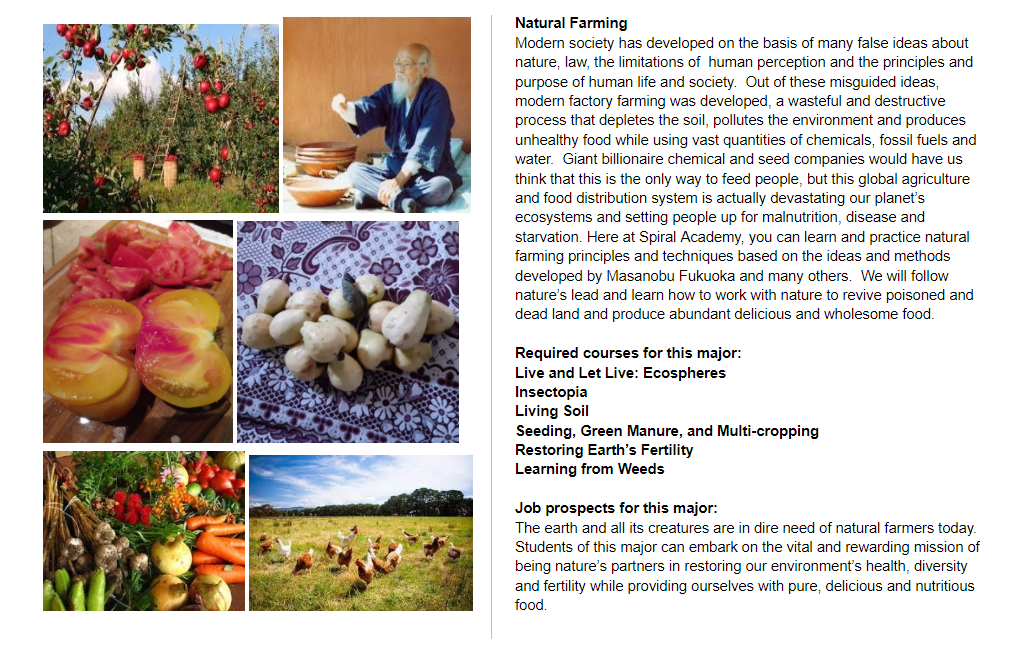 Natural Farming
Modern society has developed on the basis of many false ideas about
nature, law, the limitations of  human perception and the principles and
purpose of human life and society.  Out of these misguided ideas,
modern factory farming was developed, a wasteful and destructive
process that depletes the soil, pollutes the environment and produces
unhealthy food while using vast quantities of chemicals, fossil fuels and
water.  Giant billionaire chemical and seed companies would have us
think that this is the only way to feed people, but this global agriculture
and food distribution system is actually devastating our planet’s
ecosystems and setting people up for malnutrition, disease and
starvation. Here at Spiral Academy, you can learn and practice natural
farming principles and techniques based on the ideas and methods
developed by Masanobu Fukuoka and many others.  We will follow
nature’s lead and learn how to work with nature to revive poisoned and
dead land and produce abundant delicious and wholesome food.
Required courses for this major:
Live and Let Live: Ecospheres
Insectopia
Living Soil
Seeding, Green Manure, and Multi-cropping
Restoring Earth’s Fertility
Learning from Weeds
Job prospects for this major:
The earth and all its creatures are in dire need of natural farmers today.
Students of this major can embark on the vital and rewarding mission of
being nature’s partners in restoring our environment’s health, diversity
and fertility while providing ourselves with pure, delicious and nutritious
food.